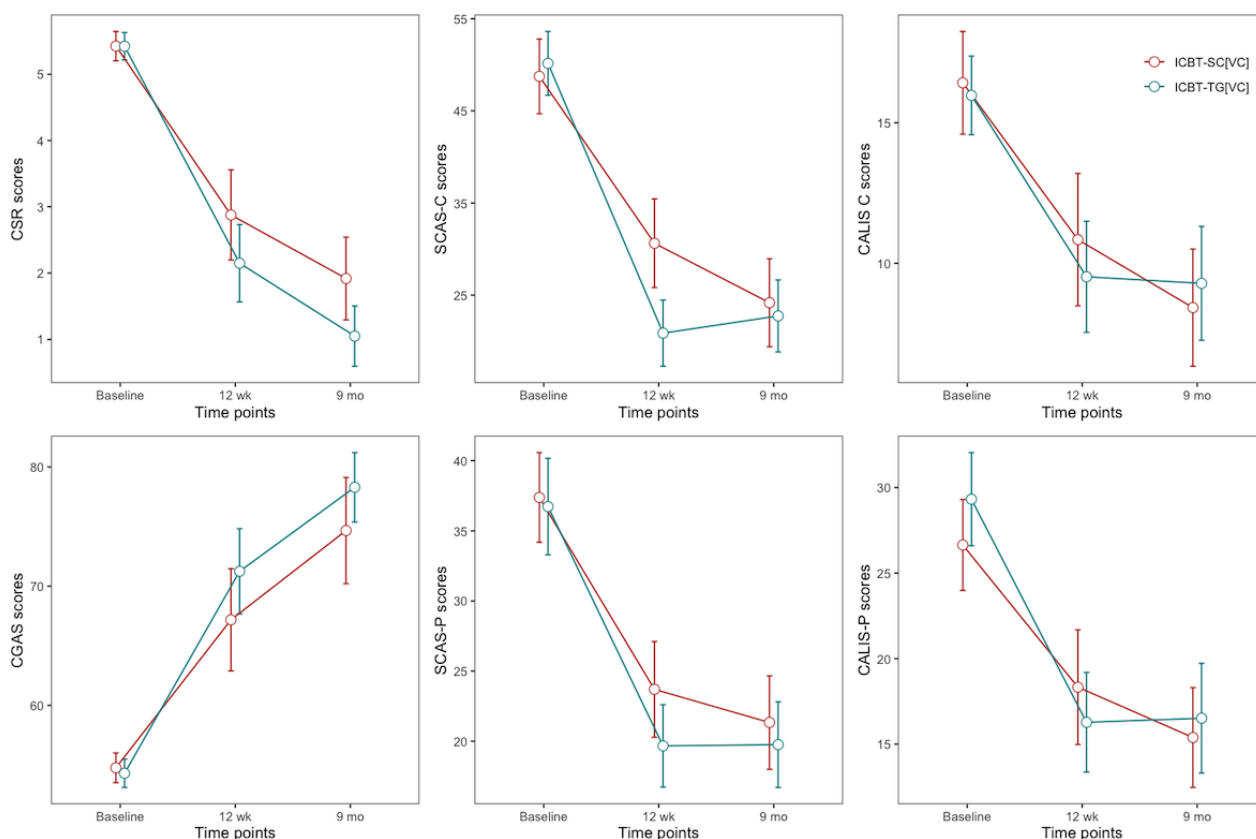 CSR scores
5
4
3
2
1
Baseline 12 wk 9 mo
Time points
SCAS-C scores
55
45
35
25
Baseline 12 wk 9 mo
Time points
CALIS C scores
15
9
ICBT-SC[VC]
ICBT-TG[VC]
Baseline 12 wk 9 mo
Time points
CGAS scores
80
70
60
Baseline 12 wk 9 mo
Time points
SCAS-P scores
40
35
30
25
20
Baseline 12 wk 9 mo
Time points
CALIS-P scores
30
25
20
15
Baseline 12 wk 9 mo
Time points